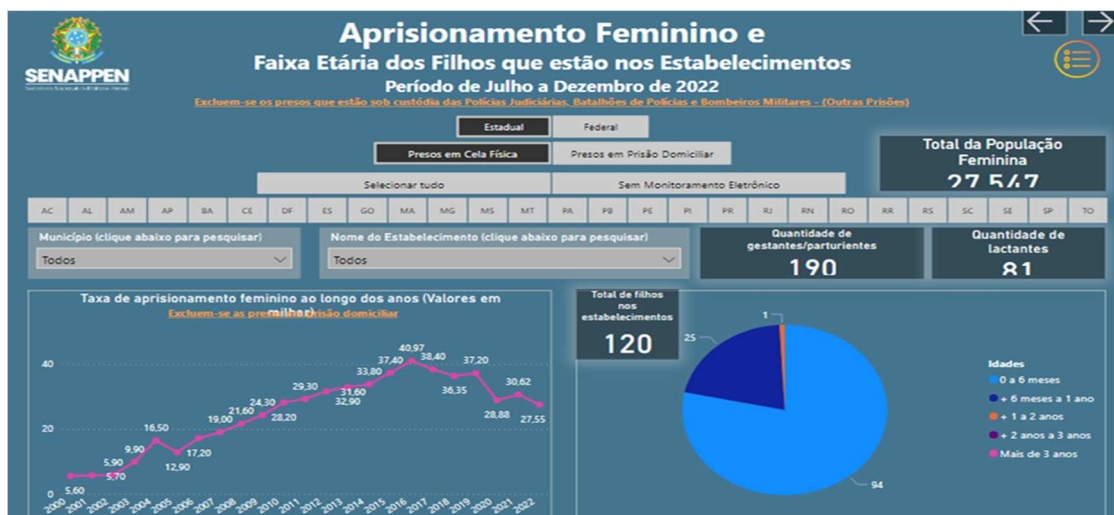 Aprisionamento Feminino e
Faixa Etária dos Filhos que estão nos Estabelecimentos
Período de Julho a Dezembro de 2022
SENAPPEN
Excluem-se os presos que estão sob custódia das Polícias Judiciárias, Batalhões de Polícias e Bombeiros Militares - (Outras Prisões)
Estadual
Federal
Presos em Cela Física
Presos em Prisão Domiciliar
Selecionar tudo
Sem Monitoramento Eletrônico
Total da População
Feminina
27.547
AC AL AM AP BA CE DF ES GO MA MG MS MT PA PB PE PI PR RJ RN RO RR RS SC SE SP TO
Município (clique abaixo para pesquisar)
Todos
Nome do Estabelecimento (clique abaixo para pesquisar)
Todos
Quantidade de
gestantes/parturientes
190
Quantidade de
lactantes
81
Taxa de aprisionamento feminino ao longo dos anos (Valores em
milhar)
Excluem-se as presas em prisão domiciliar
40
20
0
5,60
5,90
5,70
9,90
16,50
12,90
17,20
19,00
21,60
24,30
28,20
29,30
31,60
32,90
33,80
37,40
40,97
38,40
36,35
37,20
28,88
30,62
27,55
2000 2001 2002 2003 2004 2005 2006 2007 2008 2009 2010 2011 2012 2013 2014 2015 2016 2017 2018 2019 2020 2021 2022
Total de filhos
nos
estabelecimentos
120
1
25
94
Idades
0 a 6 meses
+ 6 meses a 1 ano
+ 1 a 2 anos
+ 2 anos a 3 anos
Mais de 3 anos